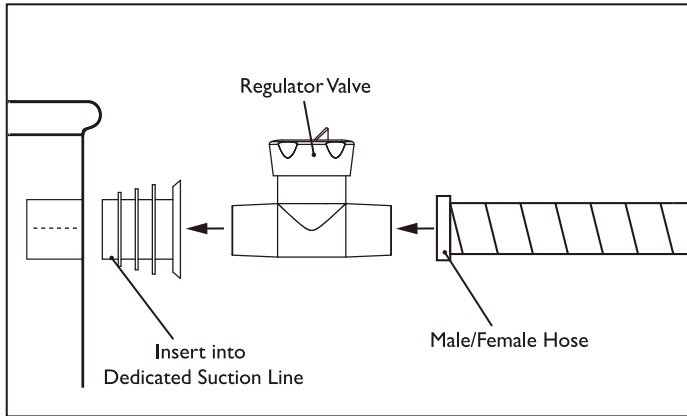 Regulator Valve
Insert into
Dedicated Suction Line
Male/Female Hose